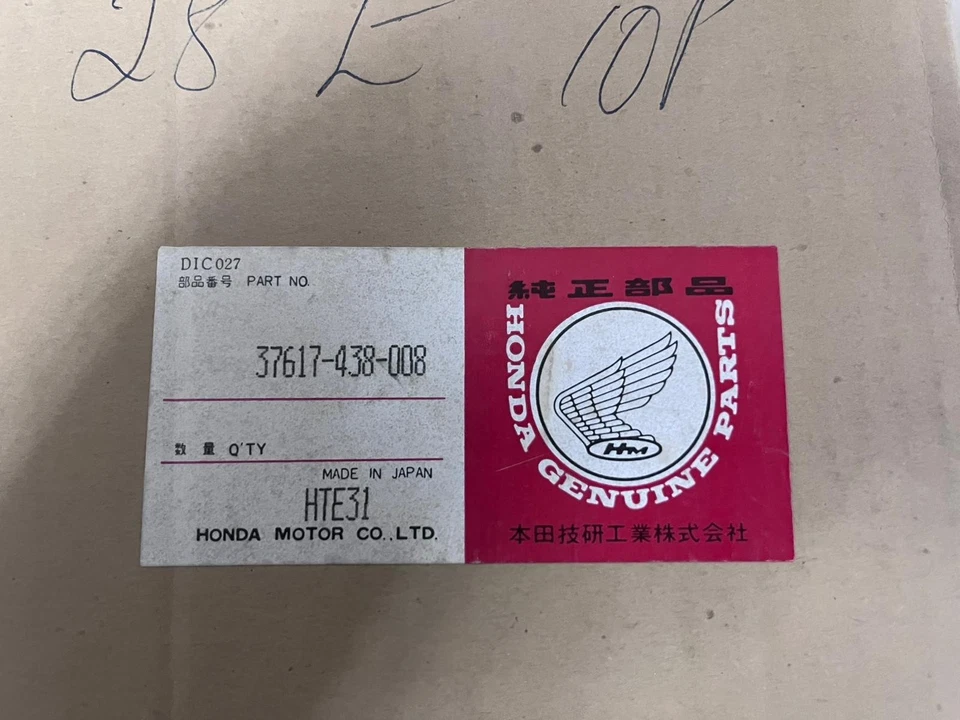 28 L 10P
DIC027
部品番号 PART NO.
37617-438-008
数量 Q'TY
MADE IN JAPAN
HTE31
HONDA MOTOR CO.,LTD.
純正部品
HONDA GENUINE PARTS
HM
本田技研工業株式会社